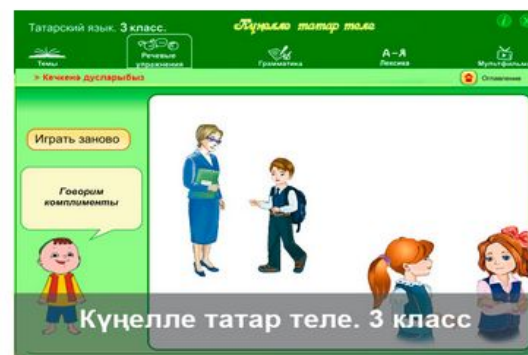 Татарский язык. 3 класс.
Күңелле татар теле
Темы
Речевые
упражнения
Грамматика
А–Я
Лексика
Мультфильмы
> Кечкенә дусларыбыз
Оглавление
Играть заново
Говорим
комплименты
Күңелле татар теле. 3 класс